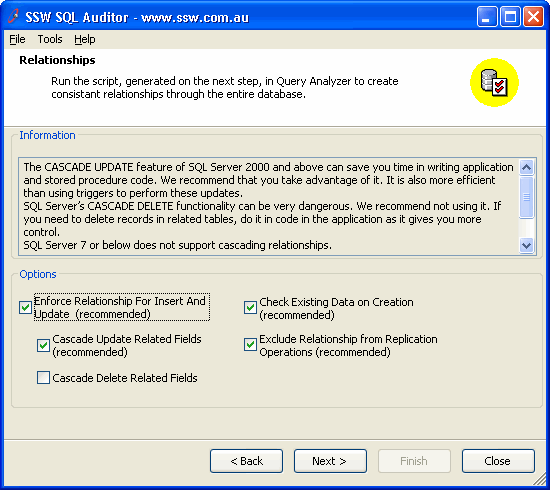 SSW SQL Auditor - www.ssw.com.au
File Tools Help
Relationships
Run the script, generated on the next step, in Query Analyzer to create
consistant relationships through the entire database.
Information
The CASCADE UPDATE feature of SQL Server 2000 and above can save you time in writing application
and stored procedure code. We recommend that you take advantage of it. It is also more efficient
than using triggers to perform these updates.
SQL Server's CASCADE DELETE functionality can be very dangerous. We recommend not using it. If
you need to delete records in related tables, do it in code in the application as it gives you more
control.
SQL Server 7 or below does not support cascading relationships.
Options
Enforce Relationship For Insert And
Update (recommended)
Check Existing Data on Creation
(recommended)
Cascade Update Related Fields
(recommended)
Exclude Relationship from Replication
Operations (recommended)
Cascade Delete Related Fields
< Back
Next >
Finish
Close